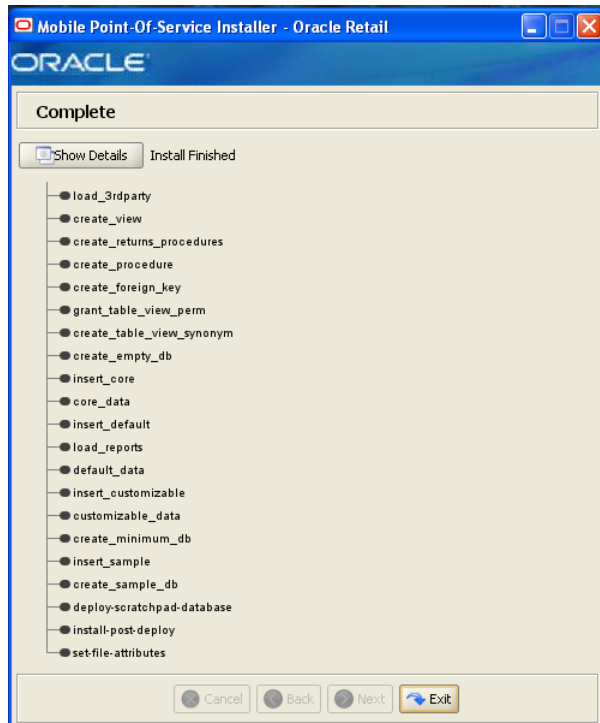 Mobile Point-Of-Service Installer - Oracle Retail
ORACLE
Complete
Show Details Install Finished
load_3rdparty
create_view
create_returns_procedures
create_procedure
create_foreign_key
grant_table_view_perm
create_table_view_synonym
create_empty_db
insert_core
core_data
insert_default
load_reports
default_data
insert_customizable
customizable_data
create_minimum_db
insert_sample
create_sample_db
deploy-scratchpad-database
install-post-deploy
set-file-attributes
Cancel Back Next Exit